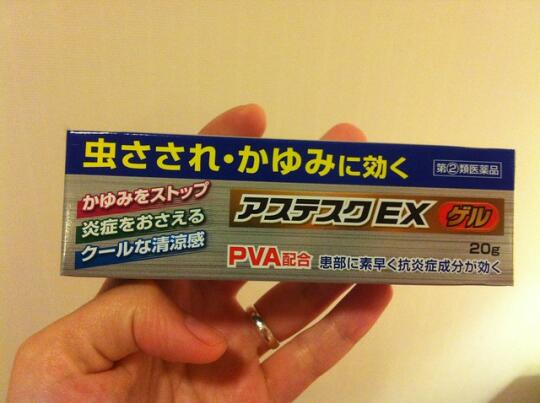 虫さされ・かゆみに効く
指②類医薬品
かゆみをストップ
炎症をおさえる
クールな清涼感
アステスクEX ゲル
20g
PVA配合 患部に素早く抗炎症成分が効く